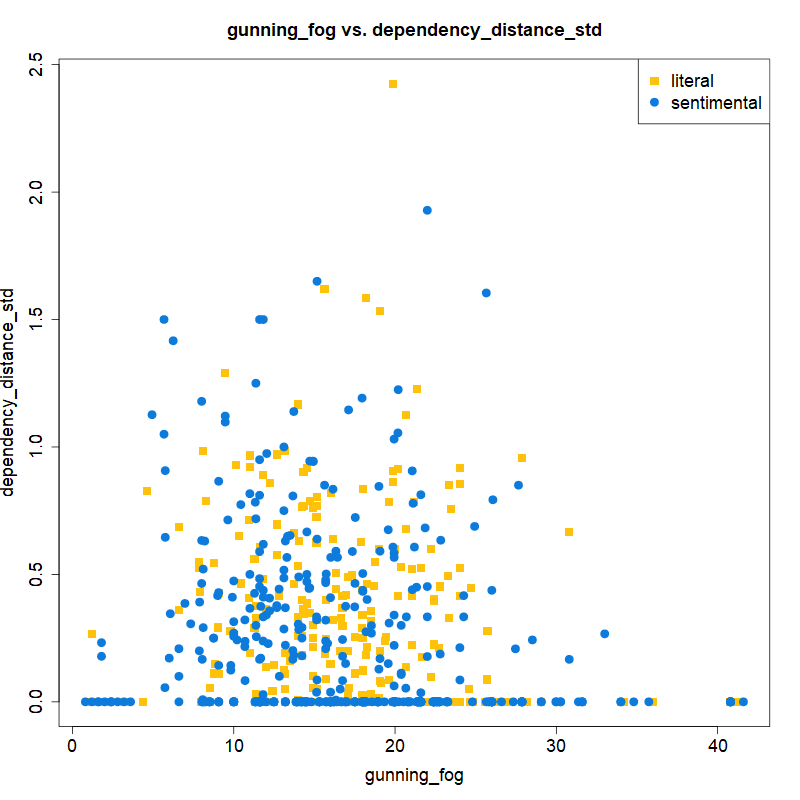 gunning_fog vs. dependency_distance_std
literal
sentimental
dependency_distance_std
2.5
2.0
1.5
1.0
0.5
0.0
0 10 20 30 40
gunning_fog